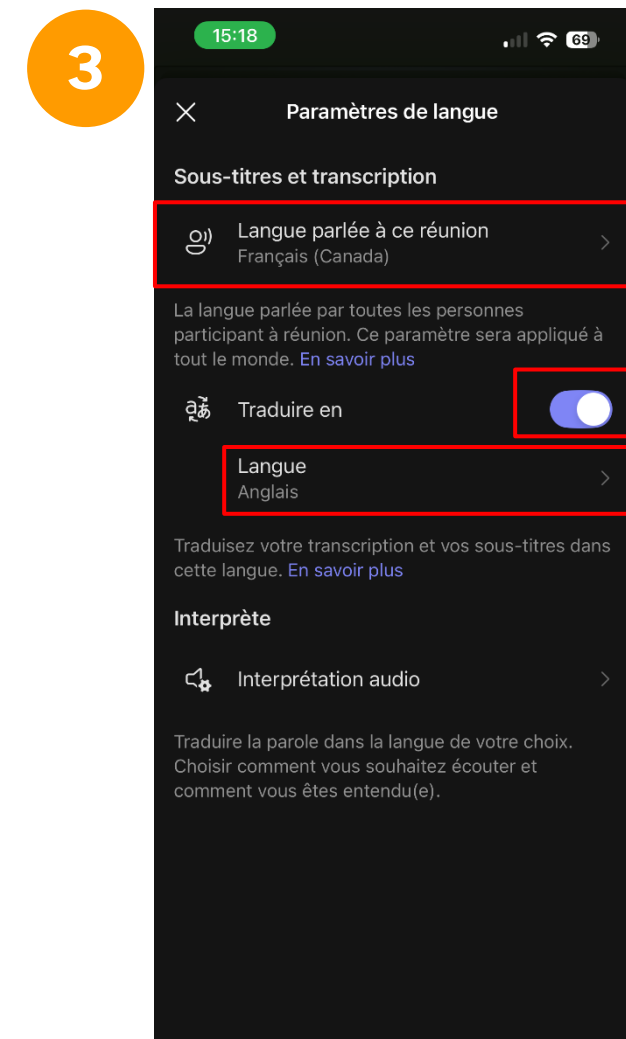 3
15:18
69
Paramètres de langue
Sous-titres et transcription
Langue parlée à ce réunion
Français (Canada)
La langue parlée par toutes les personnes
participant à réunion. Ce paramètre sera appliqué à
tout le monde. En savoir plus
Traduire en
Langue
Anglais
Traduisez votre transcription et vos sous-titres dans
cette langue. En savoir plus
Interprète
Interprétation audio
Traduire la parole dans la langue de votre choix.
Choisir comment vous souhaitez écouter et
comment vous êtes entendu(e).